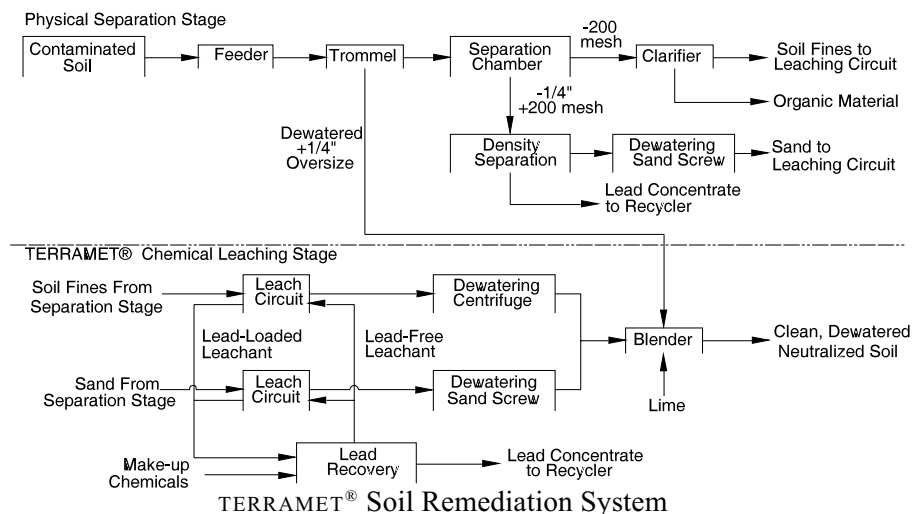 Physical Separation Stage
Contaminated
Soil
Feeder
Trommel
Separation
Chamber
-200
mesh
Clarifier
Soil Fines to
Leaching Circuit
Organic Material
-1/4"
+200 mesh
Dewatered
+1/4"
Oversize
Density
Separation
Dewatering
Sand Screw
Sand to
Leaching Circuit
Lead Concentrate
to Recycler
TERRAMET® Chemical Leaching Stage
Soil Fines From
Separation Stage
Leach
Circuit
Dewatering
Centrifuge
Lead-Loaded
Leachant
Lead-Free
Leachant
Blender
Clean, Dewatered
Neutralized Soil
Sand From
Separation Stage
Leach
Circuit
Dewatering
Sand Screw
Lime
Make-up
Chemicals
Lead
Recovery
Lead Concentrate
to Recycler
TERRAMET® Soil Remediation System